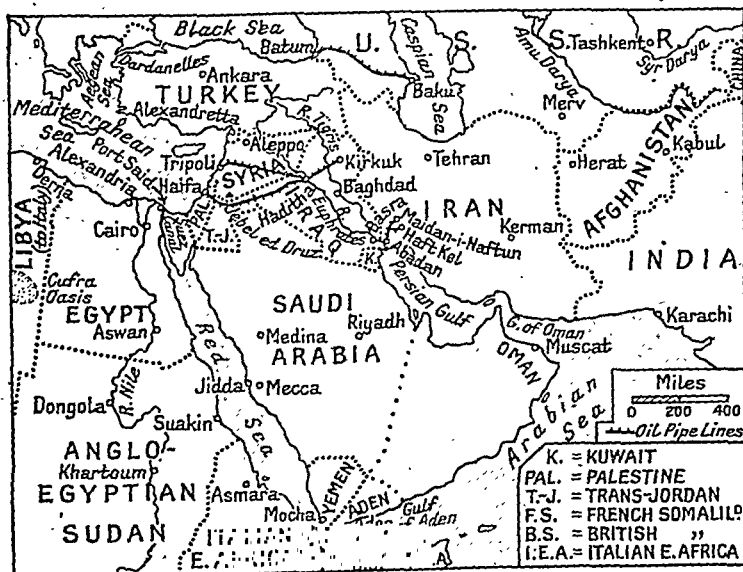 Black Sea
Batum
U. S. S. R
Caspian Sea
Amu Darya
Tashkent
Syr Darya
CHINA
Aegean Sea
Dardanelles
Ankara
TURKEY
Baku
Merv
Mediterranean Sea
Alexandretta
R. Tigris
Aleppo
Tripoli
SYRIA
Kirkuk
Tehran
Herat
Kabul
AFGHANISTAN
Port Said
Alexandria
Derna
Haifa
PAL.
Haditha
Baghdad
R. Euphrates
IRAQ
Basra
Maidan-i-Naftun
Haft Kel
Abadan
IRAN
Kerman
INDIA
LIBYA
(to Italy)
Cairo
Suez Canal
T.-J.
Jebel ed Druz
K.
Persian Gulf
Cufra Oasis
EGYPT
Aswan
SAUDI ARABIA
Medina
Riyadh
G. of Oman
Karachi
Muscat
OMAN
R. Nile
Red Sea
Jidda
Mecca
Dongola
Suakin
Arabian Sea
ANGLO-EGYPTIAN SUDAN
Khartoum
Asmara
Mocha
YEMEN
ADEN
Gulf of Aden
Miles
0 200 400
Oil Pipe Lines
K. = KUWAIT
PAL. = PALESTINE
T.-J. = TRANS-JORDAN
F.S. = FRENCH SOMALILD
B.S. = BRITISH „
I.E.A. = ITALIAN E. AFRICA